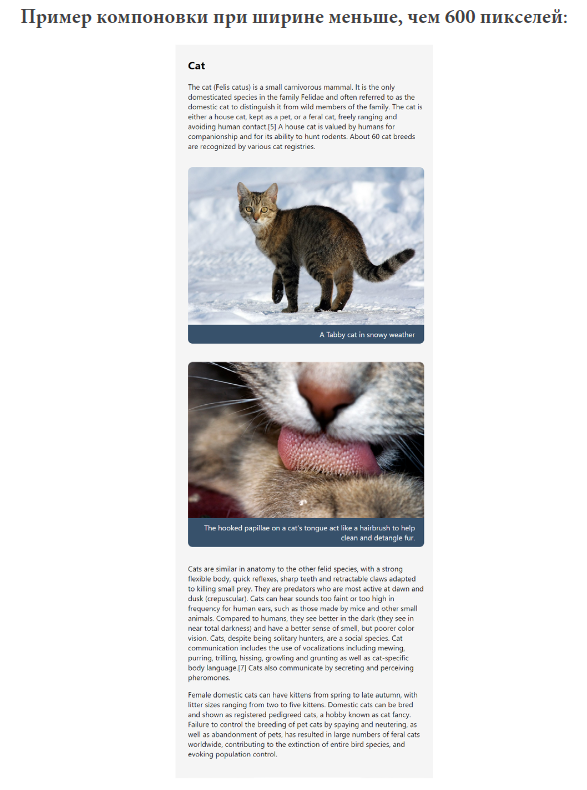 Пример компоновки при ширине меньше, чем 600 пикселей:
Cat
The cat (Felis catus) is a small carnivorous mammal. It is the only
domesticated species in the family Felidae and often referred to as the
domestic cat to distinguish it from wild members of the family. The cat is
either a house cat, kept as a pet, or a feral cat, freely ranging and
avoiding human contact.[5] A house cat is valued by humans for
companionship and for its ability to hunt rodents. About 60 cat breeds
are recognized by various cat registries.
A Tabby cat in snowy weather
The hooked papillae on a cat's tongue act like a hairbrush to help
clean and detangle fur.
Cats are similar in anatomy to the other felid species, with a strong
flexible body, quick reflexes, sharp teeth and retractable claws adapted
to killing small prey. They are predators who are most active at dawn and
dusk (crepuscular). Cats can hear sounds too faint or too high in
frequency for human ears, such as those made by mice and other small
animals. Compared to humans, they see better in the dark (they see in
near total darkness) and have a better sense of smell, but poorer color
vision. Cats, despite being solitary hunters, are a social species. Cat
communication includes the use of vocalizations including mewing,
purring, trilling, hissing, growling and grunting as well as cat-specific
body language.[7] Cats also communicate by secreting and perceiving
pheromones.
Female domestic cats can have kittens from spring to late autumn, with
litter sizes ranging from two to five kittens. Domestic cats can be bred
and shown as registered pedigreed cats, a hobby known as cat fancy.
Failure to control the breeding of pet cats by spaying and neutering, as
well as abandonment of pets, has resulted in large numbers of feral cats
worldwide, contributing to the extinction of entire bird species, and
evoking population control.